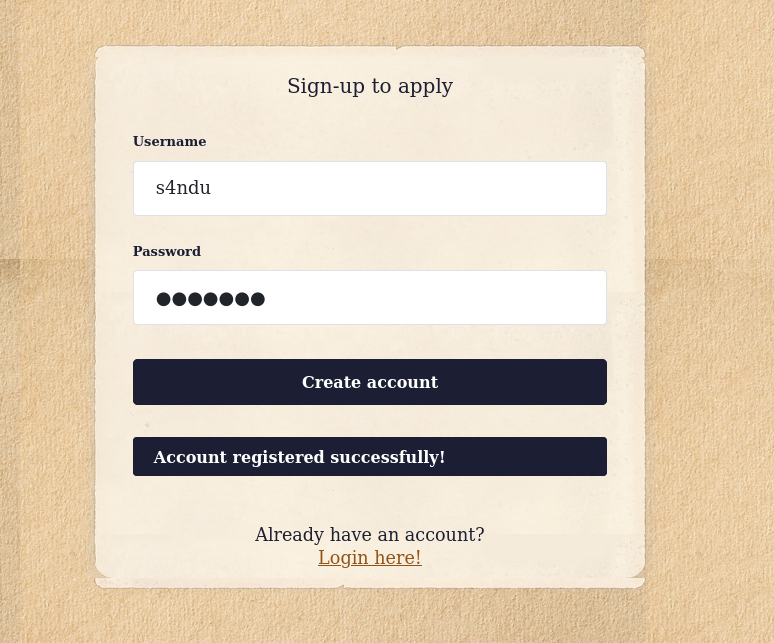 Sign-up to apply
Username
s4ndu
Password
●●●●●●●
Create account
Account registered successfully!
Already have an account?
Login here!